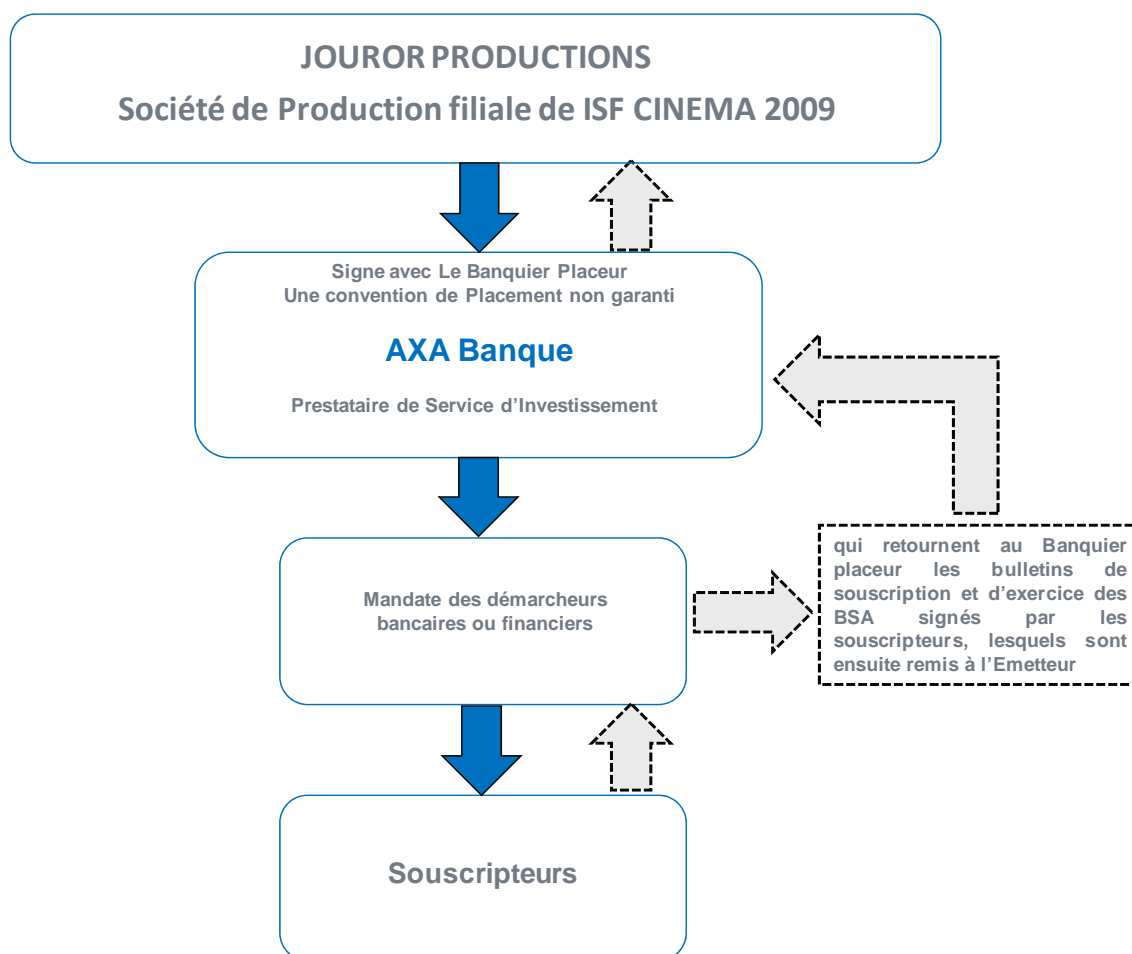 JOUROR PRODUCTIONS
Société de Production filiale de ISF CINEMA 2009
Signe avec Le Banquier Placeur
Une convention de Placement non garanti
AXA Banque
Prestataire de Service d’Investissement
Mandate des démarcheurs
bancaires ou financiers
qui retournent au Banquier
placeur les bulletins de
souscription et d’exercice des
BSA signés par les
souscripteurs, lesquels sont
ensuite remis à l’Emetteur
Souscripteurs